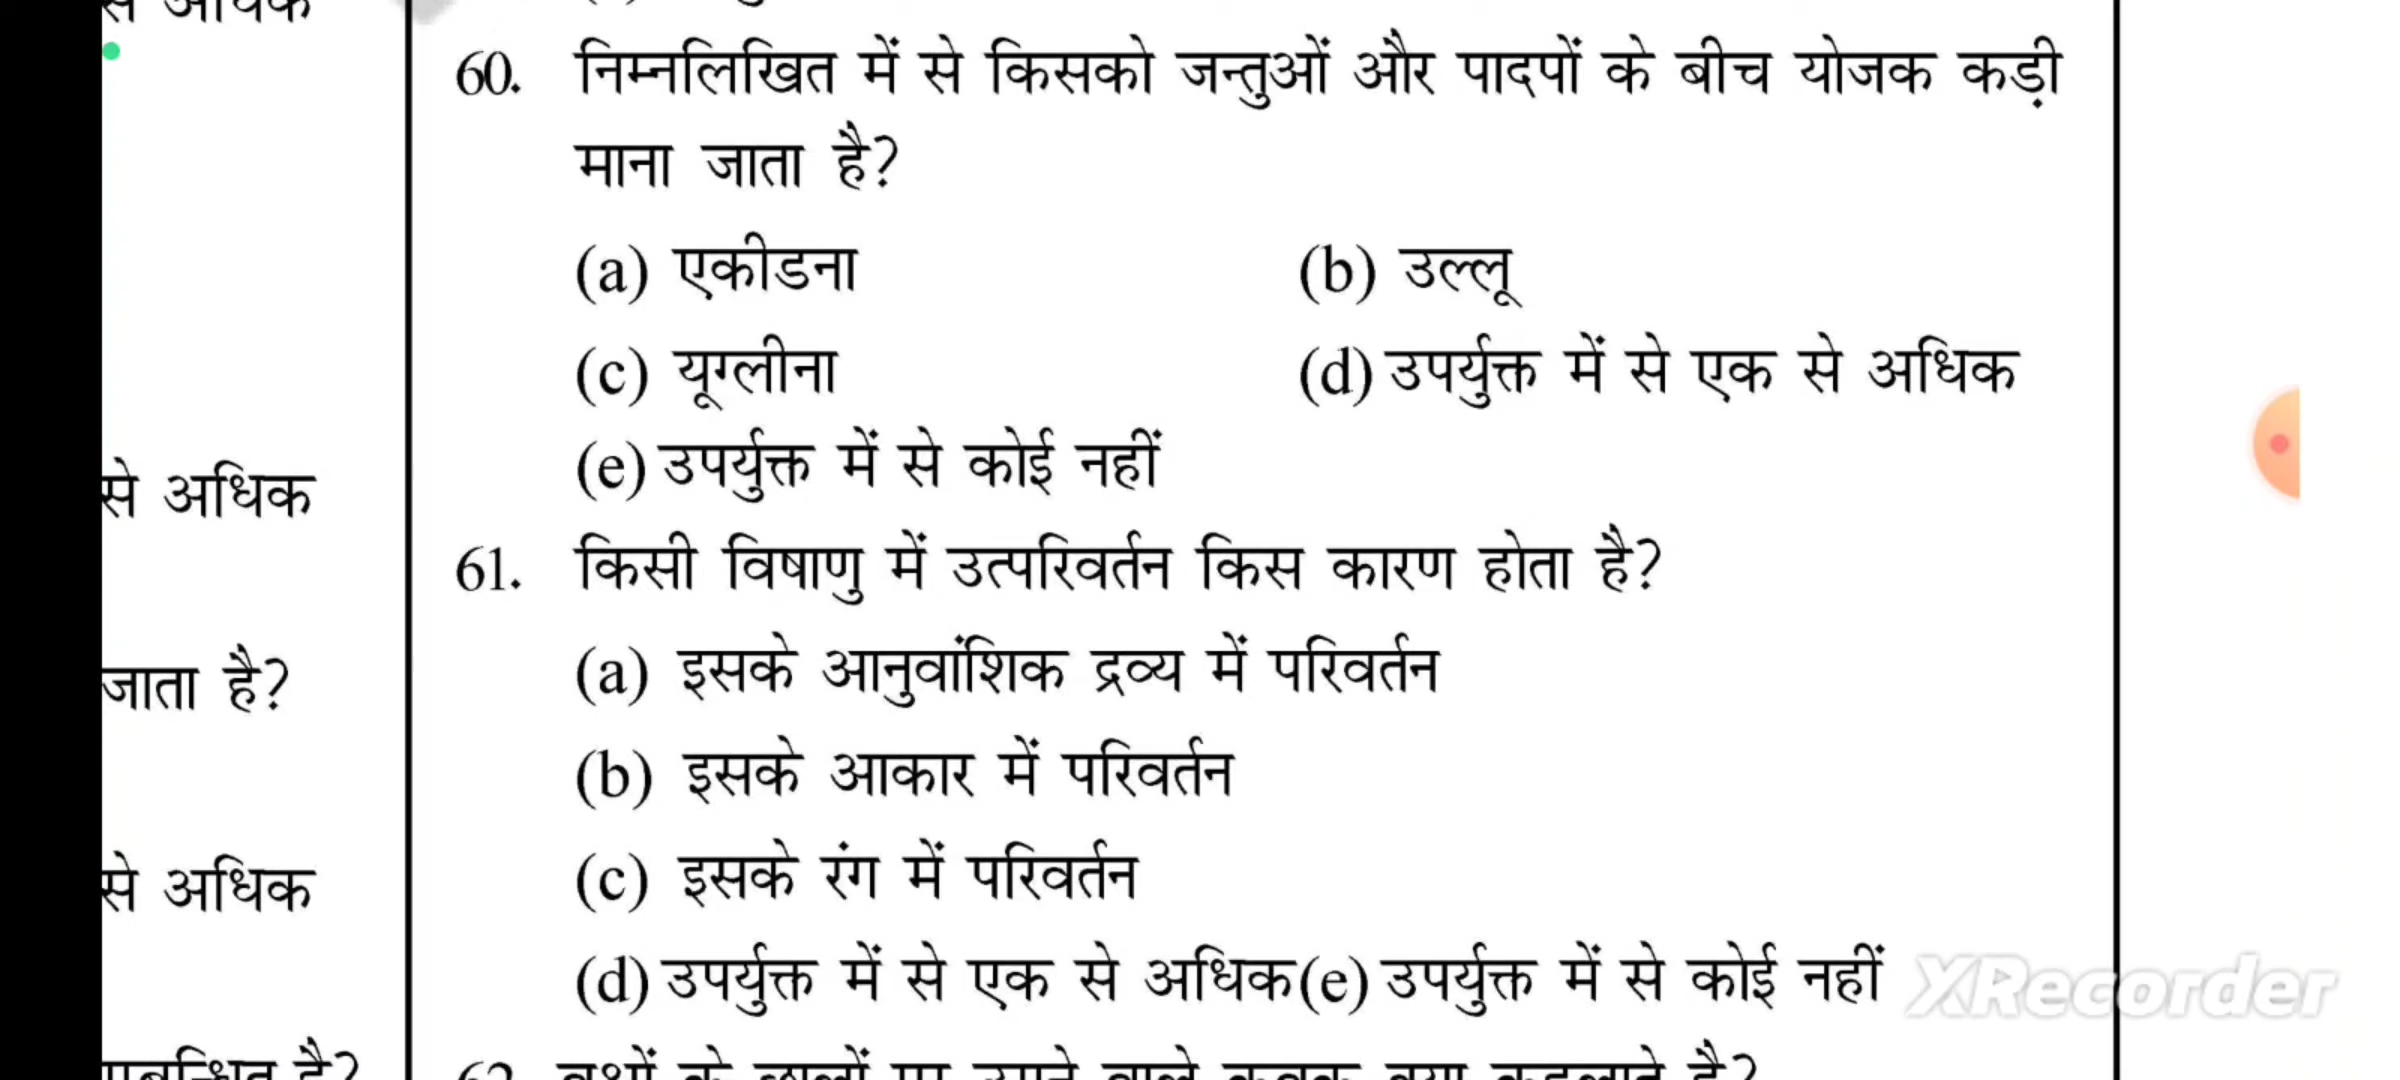 60. निम्नलिखित में से किसको जन्तुओं और पादपों के बीच योजक कड़ी
माना जाता है?
(a) एकीडना (b) उल्लू
(c) यूग्लीना (d) उपर्युक्त में से एक से अधिक
(e) उपर्युक्त में से कोई नहीं
से अधिक
61. किसी विषाणु में उत्परिवर्तन किस कारण होता है?
(a) इसके आनुवांशिक द्रव्य में परिवर्तन
जाता है?
(b) इसके आकार में परिवर्तन
(c) इसके रंग में परिवर्तन
से अधिक
(d) उपर्युक्त में से एक से अधिक(e) उपर्युक्त में से कोई नहीं
XRecorder